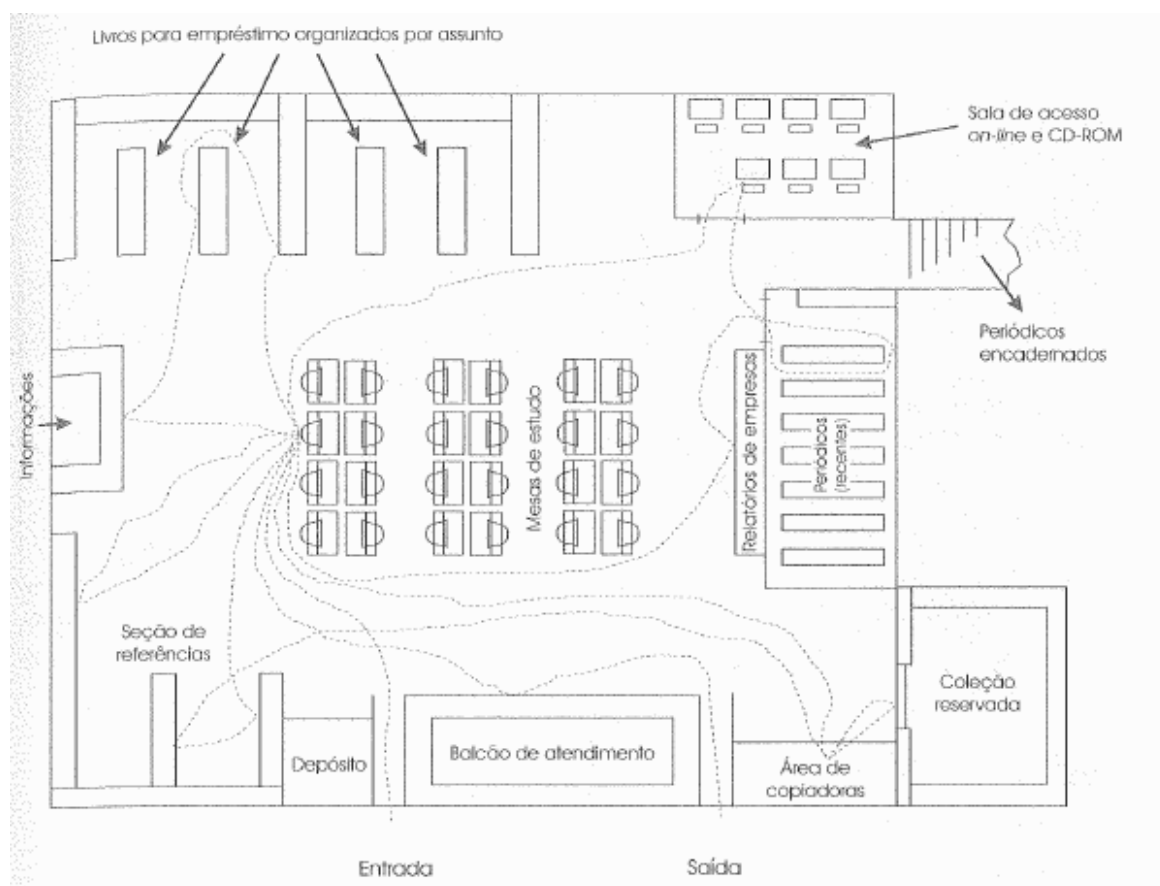 Livros para empréstimo organizados por assunto
Sala de acesso
on-line e CD-ROM
Periódicos
encadernados
Informações
Mesas de estudo
Relatórios de empresas
Periódicos
(recentes)
Seção de
referências
Coleção
reservada
Depósito
Balcão de atendimento
Área de
copiadoras
Entrada
Saída